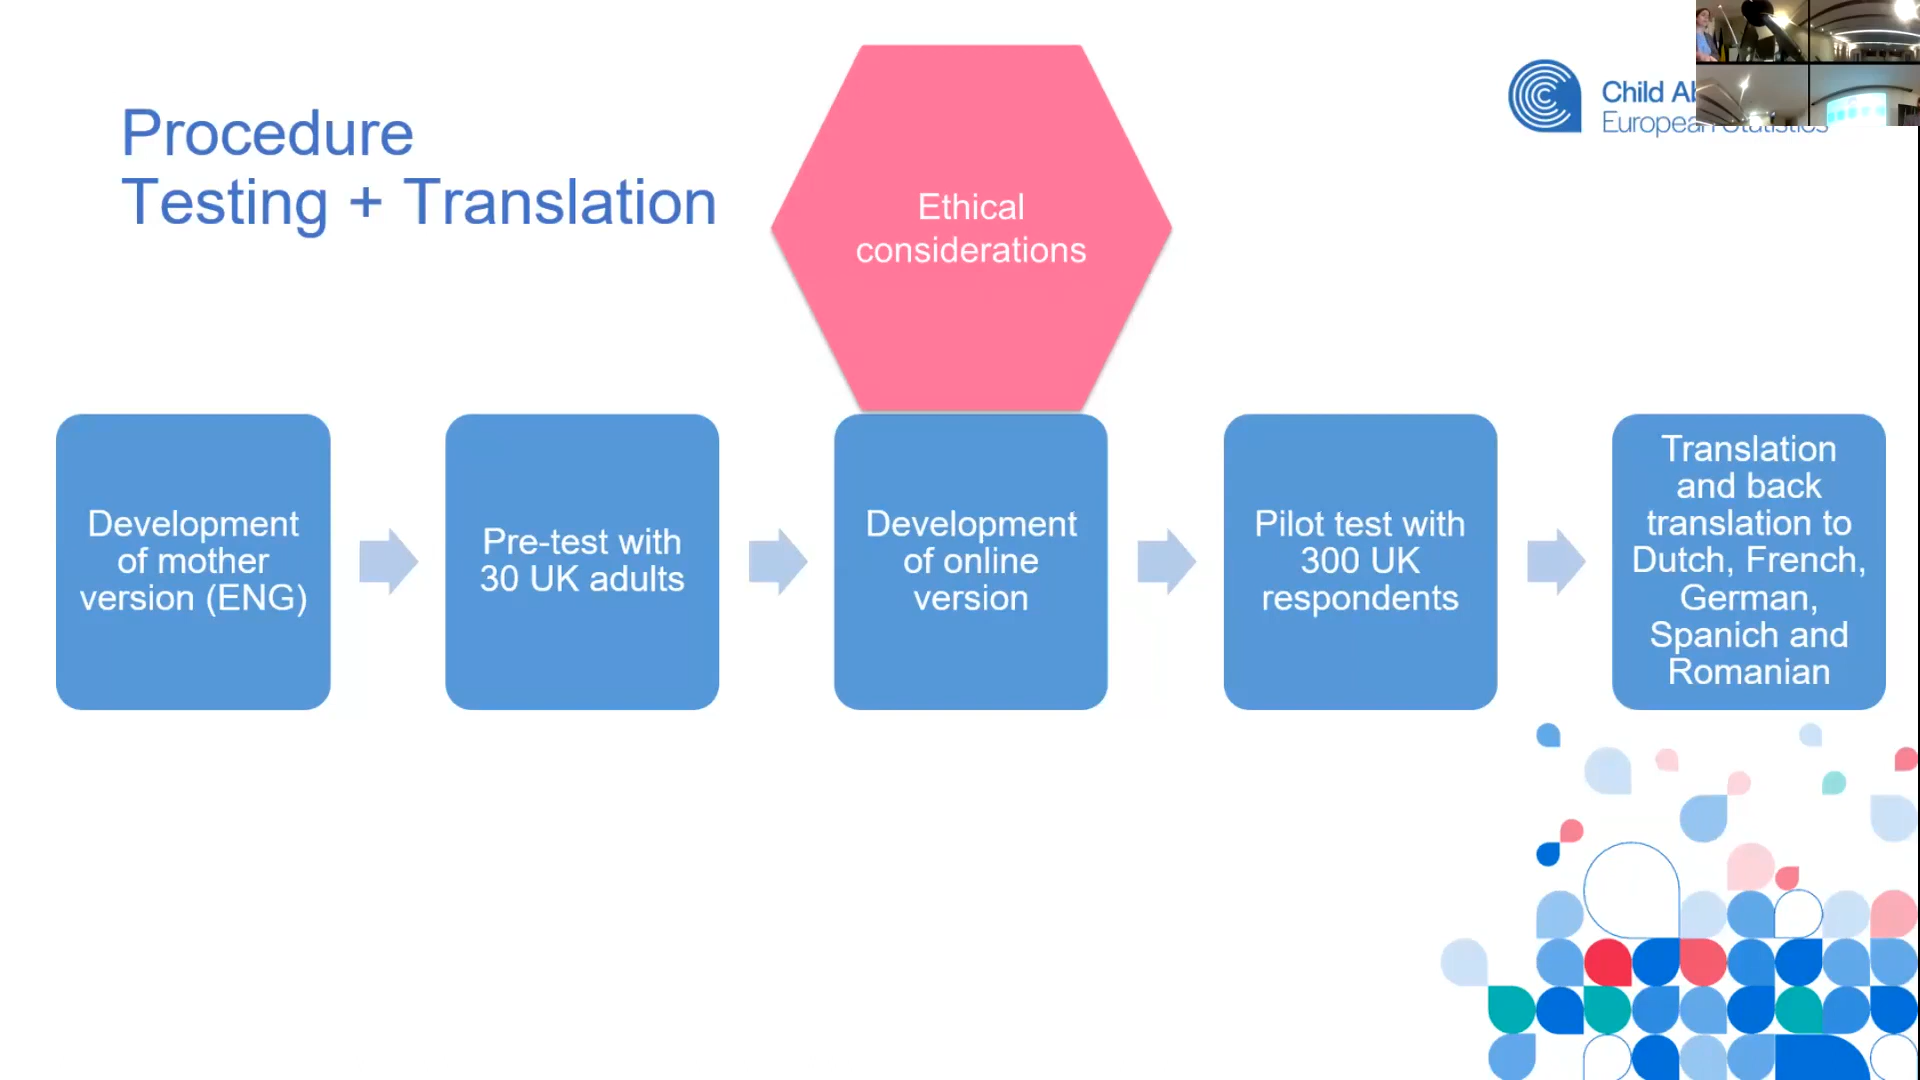 Procedure
Testing + Translation
Ethical
considerations
Child
European Statistics
Development
of mother
version (ENG)
Pre-test with
30 UK adults
Development
of online
version
Pilot test with
300 UK
respondents
Translation
and back
translation to
Dutch, French,
German,
Spanich and
Romanian